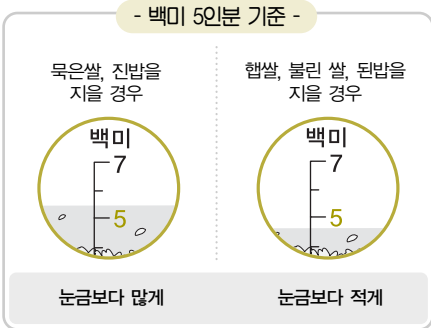 - 백미 5인분 기준 -
묵은쌀, 진밥을
지을 경우
백미
7
5
눈금보다 많게
햅쌀, 불린 쌀, 된밥을
지을 경우
백미
7
5
눈금보다 적게